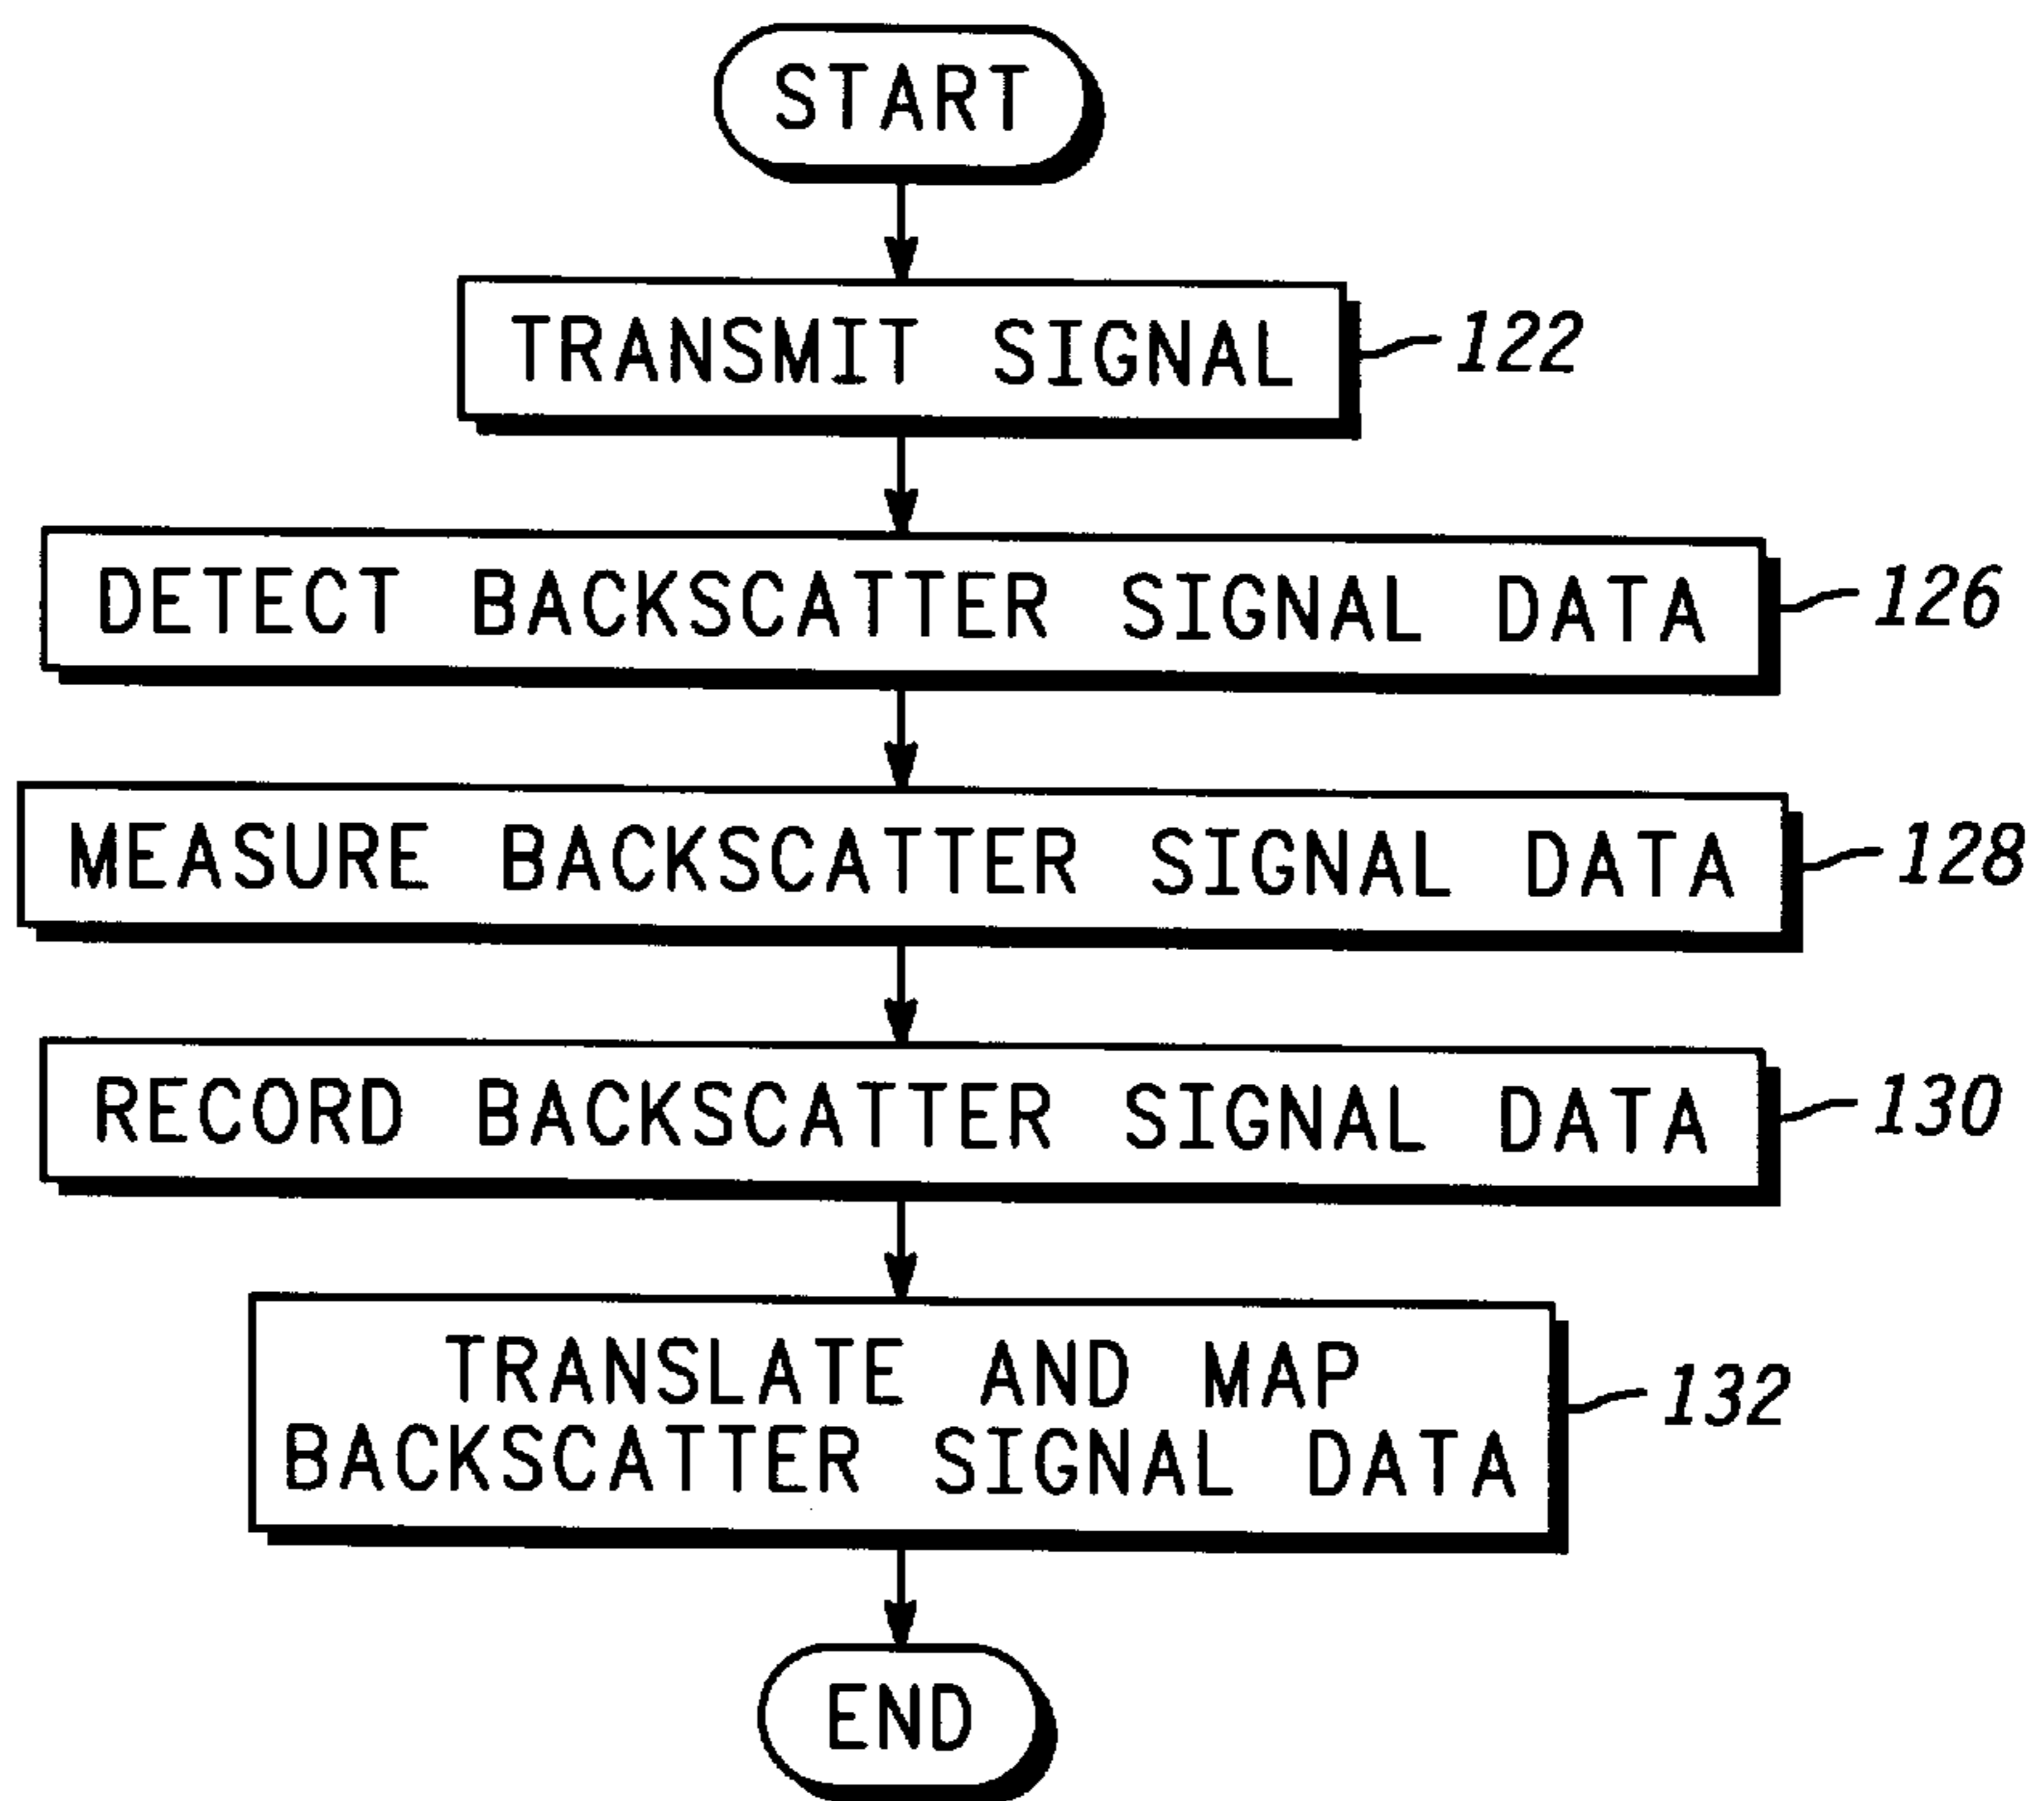 START
TRANSMIT SIGNAL 122
DETECT BACKSCATTER SIGNAL DATA 126
MEASURE BACKSCATTER SIGNAL DATA 128
RECORD BACKSCATTER SIGNAL DATA 130
TRANSLATE AND MAP
BACKSCATTER SIGNAL DATA 132
END